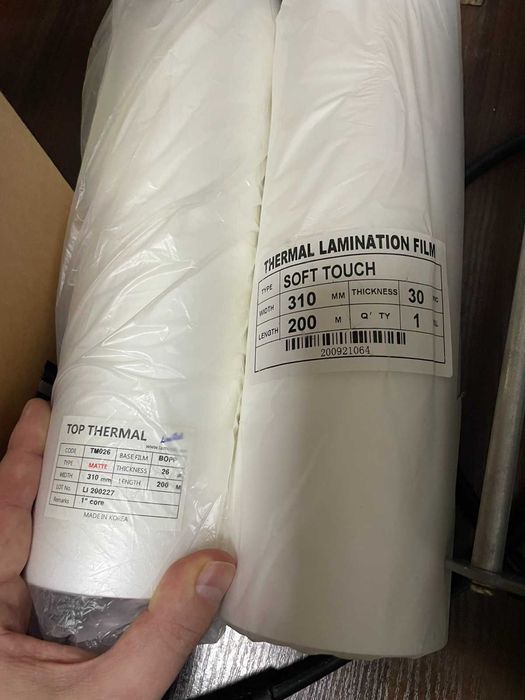 THERMAL LAMINATION FILM
TYPE SOFT TOUCH
WIDTH 310 MM THICKNESS 30
LENGTH 200 M Q' TY 1
200921064
TOP THERMAL
CODE TM026 BASE FILM BOPP
TYPE MATTE THICKNESS 26
WIDTH 310 mm LENGTH 200 M
LOT No. LI 200227
Remarks 1" core
MADE IN KOREA